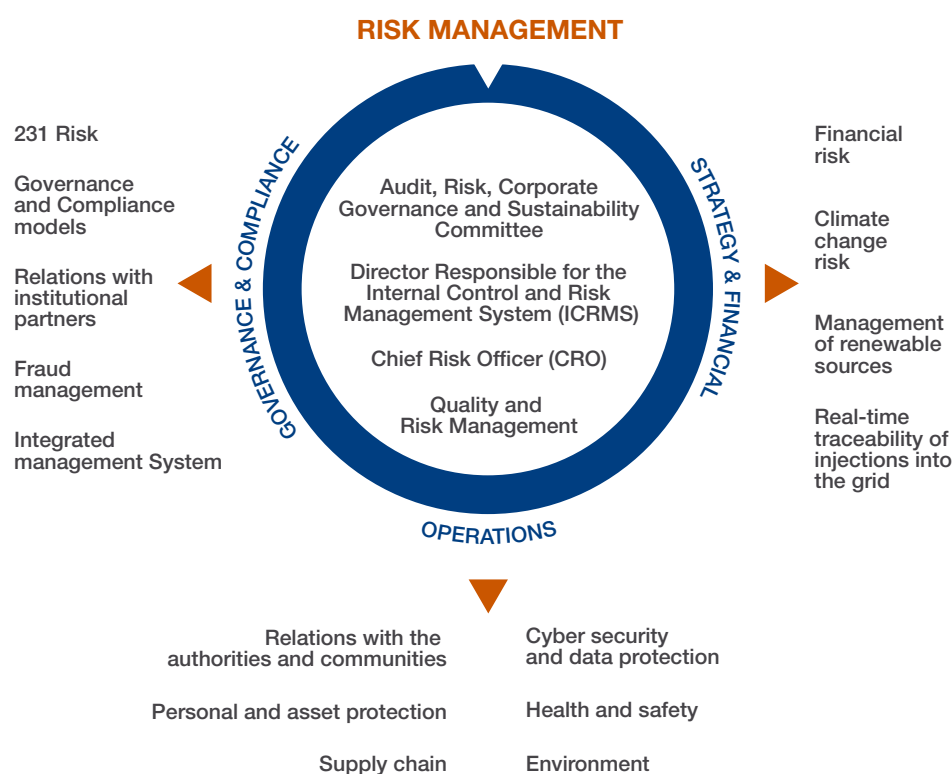 RISK MANAGEMENT
231 Risk
Governance
and Compliance
models
Relations with
institutional
partners
Fraud
management
Integrated
management System
GOVERNANCE & COMPLIANCE
Audit, Risk, Corporate
Governance and Sustainability
Committee
Director Responsible for the
Internal Control and Risk
Management System (ICRMS)
Chief Risk Officer (CRO)
Quality and
Risk Management
STRATEGY & FINANCIAL
Financial
risk
Climate
change
risk
Management
of renewable
sources
Real-time
traceability of
injections into
the grid
OPERATIONS
Relations with the
authorities and communities
Personal and asset protection
Supply chain
Cyber security
and data protection
Health and safety
Environment